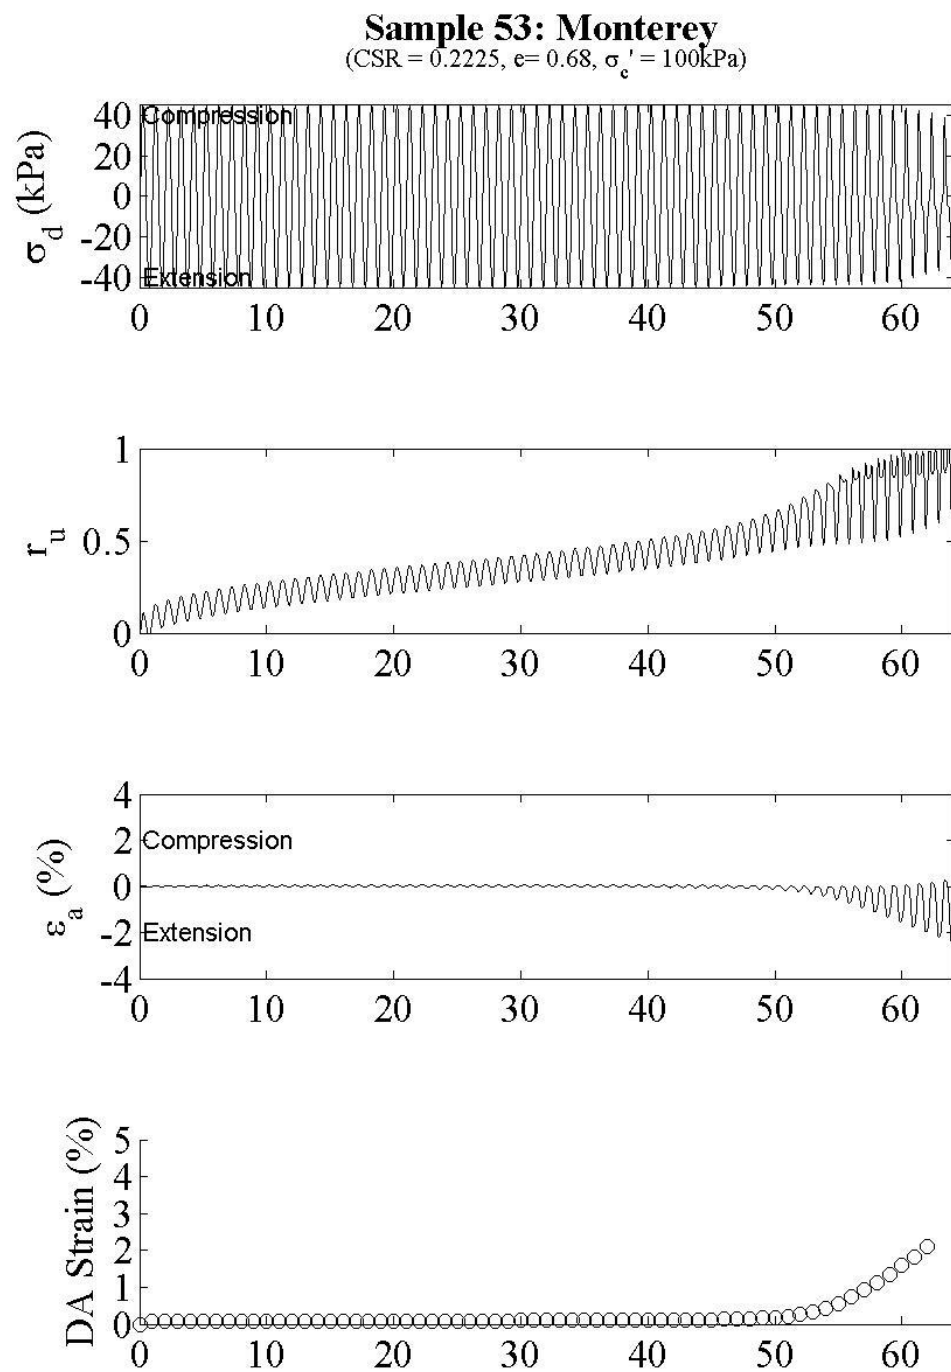 Sample 53: Monterey
(CSR = 0.2225, e= 0.68, σc' = 100kPa)
σd (kPa)
40
20
0
-20
-40
Compression
Extension
0 10 20 30 40 50 60
ru
1
0.5
0
0 10 20 30 40 50 60
εa (%)
4
2
0
-2
-4
Compression
Extension
0 10 20 30 40 50 60
DA Strain (%)
5
4
3
2
1
0
0 10 20 30 40 50 60